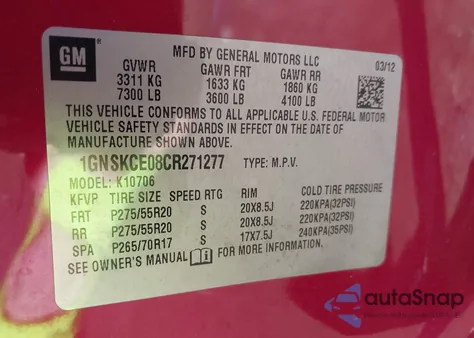 GM
MFD BY GENERAL MOTORS LLC 03/12
GVWR GAWR FRT GAWR RR
3311 KG 1633 KG 1860 KG
7300 LB 3600 LB 4100 LB
THIS VEHICLE CONFORMS TO ALL APPLICABLE U.S. FEDERAL MOTOR
VEHICLE SAFETY STANDARDS IN EFFECT ON THE DATE OF
MANUFACTURE SHOWN ABOVE.
1GNSKCE08CR271277 TYPE: M.P.V.
MODEL: K10706
KFVP TIRE SIZE SPEED RTG RIM COLD TIRE PRESSURE
FRT P275/55R20 S 20X8.5J 220KPA(32PSI)
RR P275/55R20 S 20X8.5J 220KPA(32PSI)
SPA P265/70R17 S 17X7.5J 240KPA(35PSI)
SEE OWNER'S MANUAL FOR MORE INFORMATION.
autaSnap